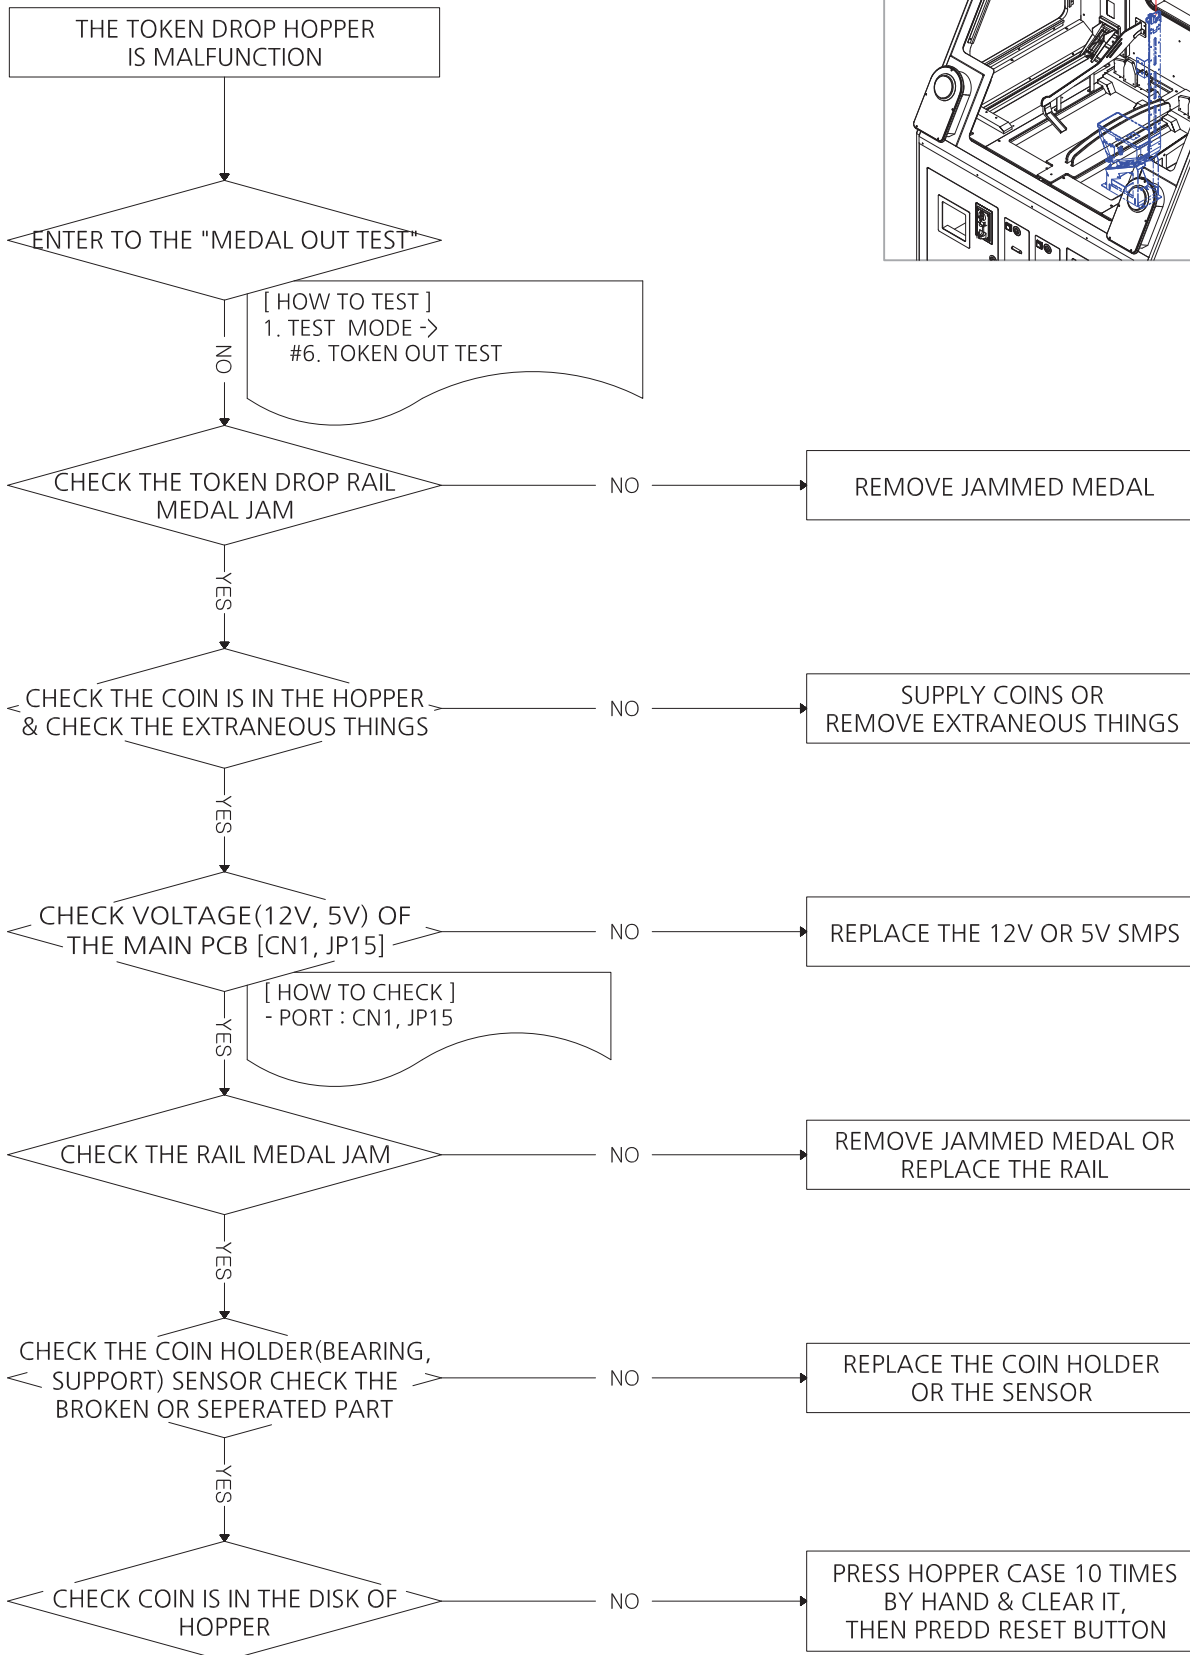 THE TOKEN DROP HOPPER
IS MALFUNCTION
ENTER TO THE "MEDAL OUT TEST"
[ HOW TO TEST ]
1. TEST MODE ->
#6. TOKEN OUT TEST
NO
CHECK THE TOKEN DROP RAIL
MEDAL JAM
NO
REMOVE JAMMED MEDAL
YES
CHECK THE COIN IS IN THE HOPPER
& CHECK THE EXTRANEOUS THINGS
NO
SUPPLY COINS OR
REMOVE EXTRANEOUS THINGS
YES
CHECK VOLTAGE(12V, 5V) OF
THE MAIN PCB [CN1, JP15]
NO
REPLACE THE 12V OR 5V SMPS
[ HOW TO CHECK ]
- PORT : CN1, JP15
YES
CHECK THE RAIL MEDAL JAM
NO
REMOVE JAMMED MEDAL OR
REPLACE THE RAIL
YES
CHECK THE COIN HOLDER(BEARING,
SUPPORT) SENSOR CHECK THE
BROKEN OR SEPERATED PART
NO
REPLACE THE COIN HOLDER
OR THE SENSOR
YES
CHECK COIN IS IN THE DISK OF
HOPPER
NO
PRESS HOPPER CASE 10 TIMES
BY HAND & CLEAR IT,
THEN PREDD RESET BUTTON